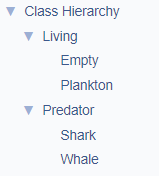 Class Hierarchy
Living
Empty
Plankton
Predator
Shark
Whale